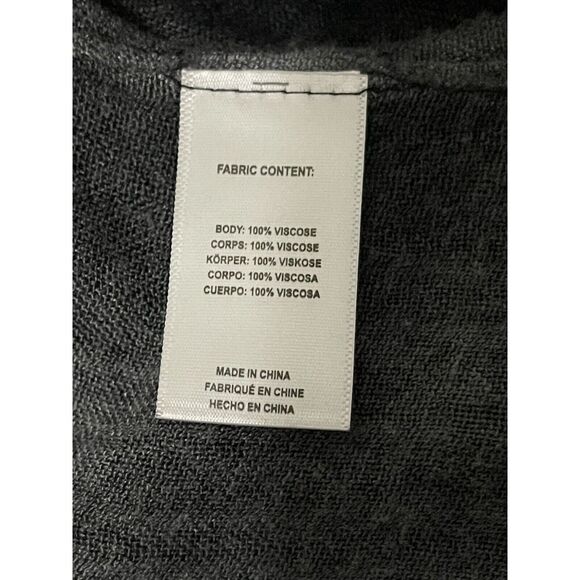 FABRIC CONTENT:
BODY: 100% VISCOSE
CORPS: 100% VISCOSE
KÖRPER: 100% VISKOSE
CORPO: 100% VISCOSA
CUERPO: 100% VISCOSA
MADE IN CHINA
FABRIQUÉ EN CHINE
HECHO EN CHINA